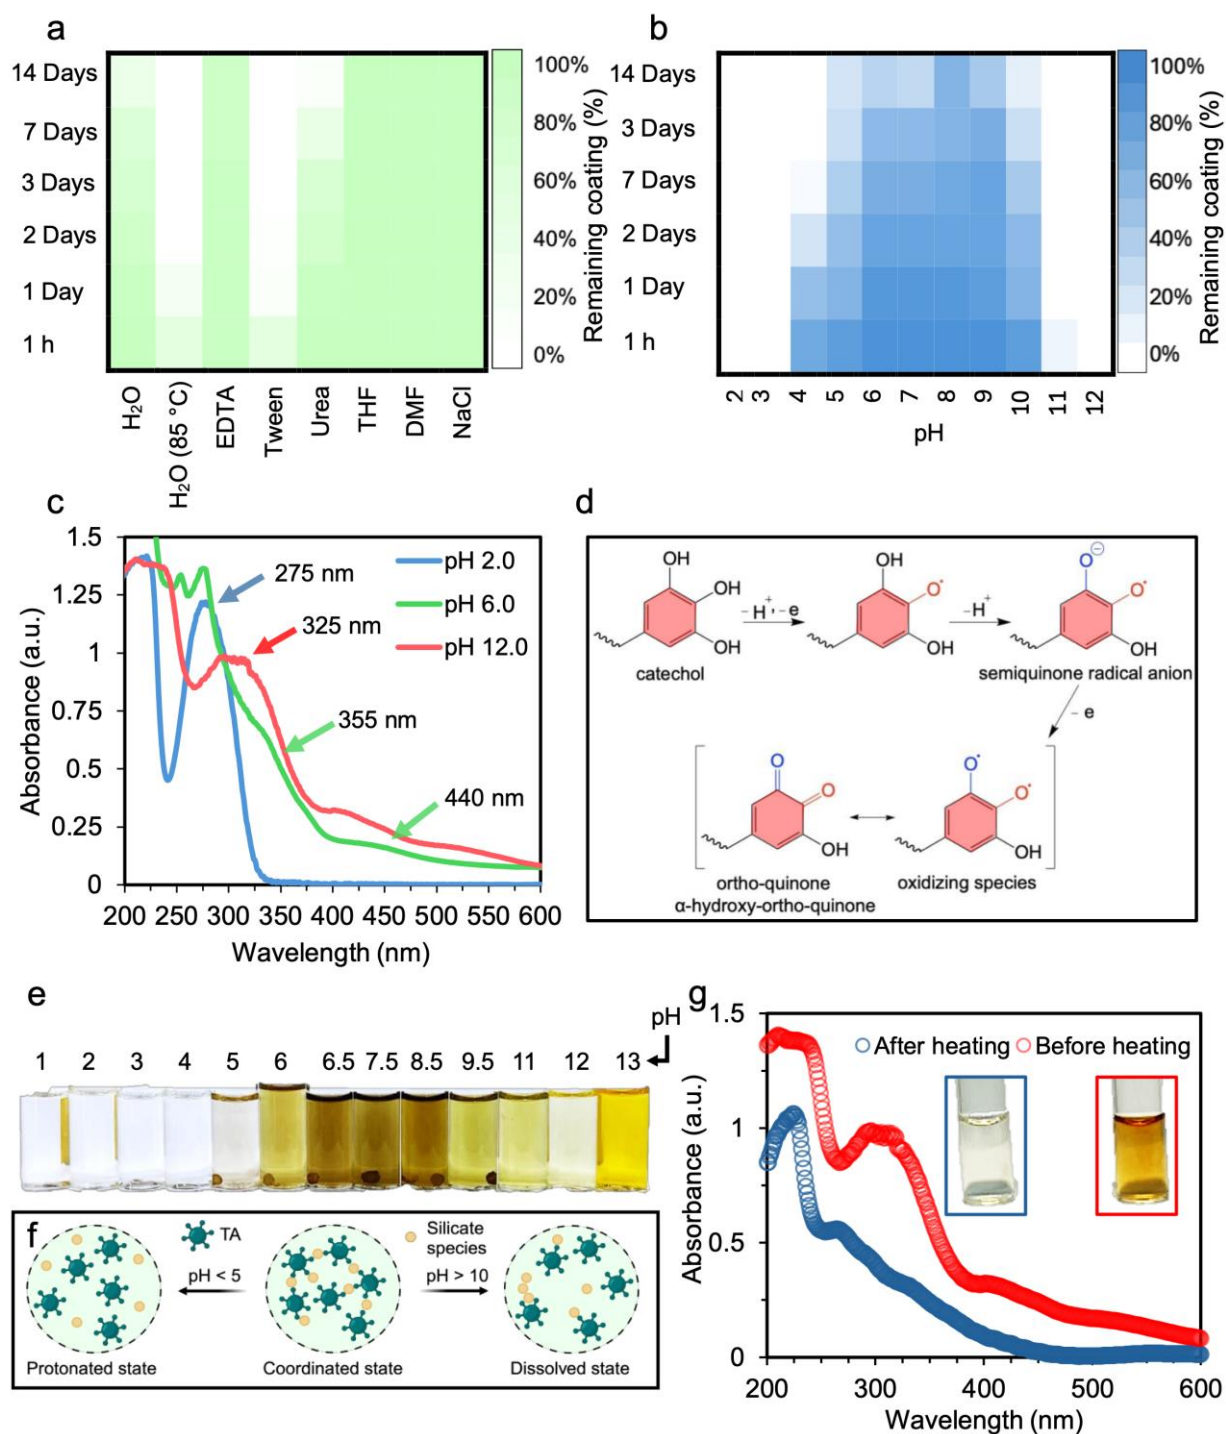 a
14 Days
7 Days
3 Days
2 Days
1 Day
1 h
H₂O
H₂O (85 °C)
EDTA
Tween
Urea
THF
DMF
NaCl
100%
80%
60%
40%
20%
0%
Remaining coating (%)
b
14 Days
3 Days
7 Days
2 Days
1 Day
1 h
2 3 4 5 6 7 8 9 10 11 12
pH
100%
80%
60%
40%
20%
0%
Remaining coating (%)
c
1.5
1.25
1
0.75
0.5
0.25
0
Absorbance (a.u.)
275 nm
325 nm
355 nm
440 nm
pH 2.0
pH 6.0
pH 12.0
200 250 300 350 400 450 500 550 600
Wavelength (nm)
d
OH
OH
OH
catechol
- H⁺,- e
OH
O•
OH
- H⁺
O⊖
O•
OH
semiquinone radical anion
- e
O
O
OH
ortho-quinone
α-hydroxy-ortho-quinone
O•
O•
OH
oxidizing species
e
pH
1 2 3 4 5 6 6.5 7.5 8.5 9.5 11 12 13
f
TA
pH < 5
Silicate
species
pH > 10
Protonated state
Coordinated state
Dissolved state
g
1.5
1
0.5
0
Absorbance (a.u.)
After heating
Before heating
200 300 400 500 600
Wavelength (nm)